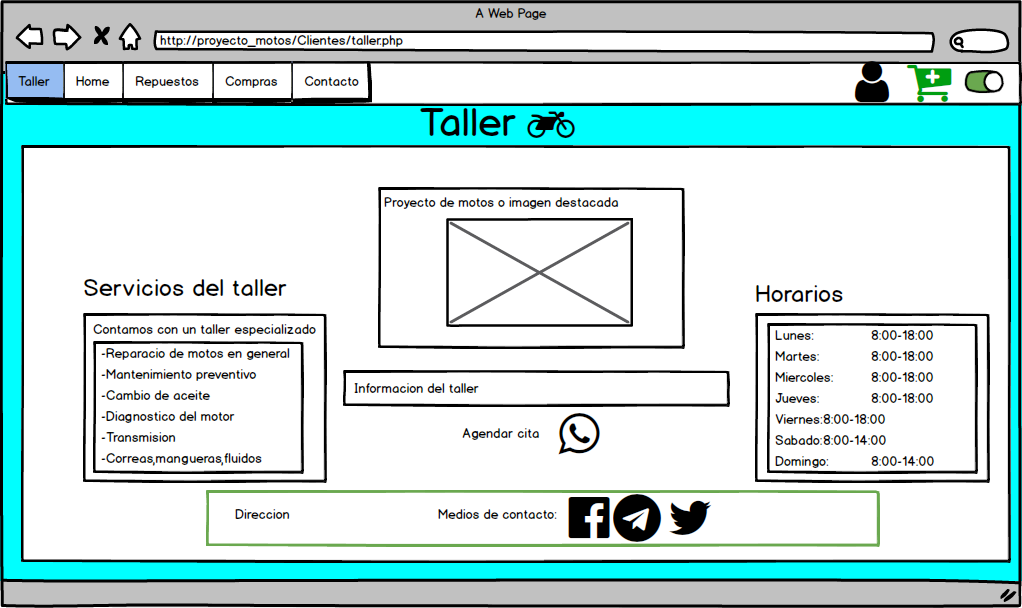 A Web Page
http://proyecto_motos/Clientes/taller.php
Taller Home Repuestos Compras Contacto
Taller
Proyecto de motos o imagen destacada
Servicios del taller
Contamos con un taller especializado
-Reparacio de motos en general
-Mantenimiento preventivo
-Cambio de aceite
-Diagnostico del motor
-Transmision
-Correas,mangueras,fluidos
Informacion del taller
Agendar cita
Horarios
Lunes: 8:00-18:00
Martes: 8:00-18:00
Miercoles: 8:00-18:00
Jueves: 8:00-18:00
Viernes:8:00-18:00
Sabado:8:00-14:00
Domingo: 8:00-14:00
Direccion Medios de contacto: